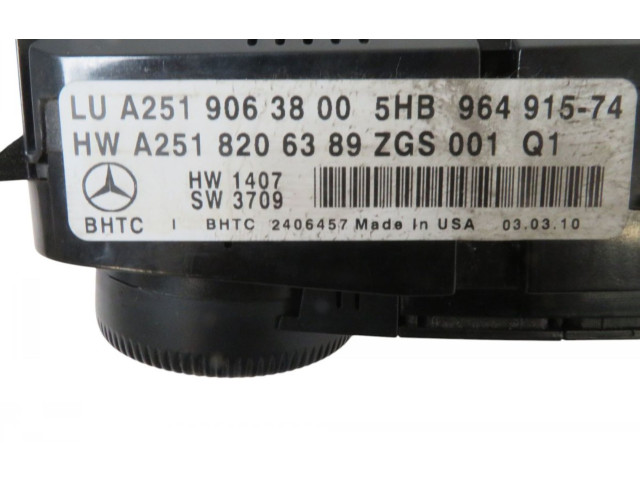 LU A251 906 38 00 5HB 964 915-74
HW A251 820 63 89 ZGS 001 Q1
HW 1407
SW 3709
BHTC I BHTC 2406457 Made In USA 03.03.10